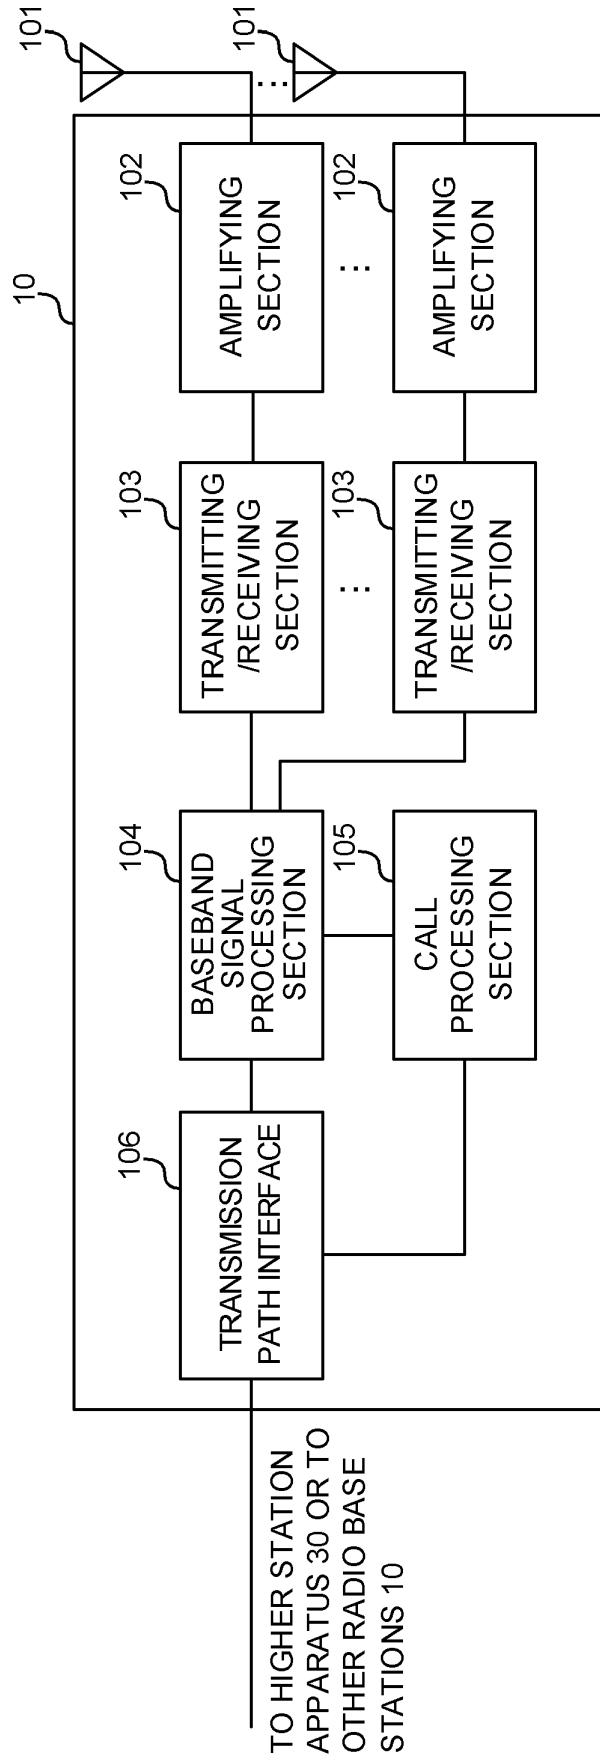 10
101
101
102
AMPLIFYING
SECTION
102
AMPLIFYING
SECTION
103
TRANSMITTING
/RECEIVING
SECTION
103
TRANSMITTING
/RECEIVING
SECTION
104
BASEBAND
SIGNAL
PROCESSING
SECTION
105
CALL
PROCESSING
SECTION
106
TRANSMISSION
PATH INTERFACE
TO HIGHER STATION
APPARATUS 30 OR TO
OTHER RADIO BASE
STATIONS 10